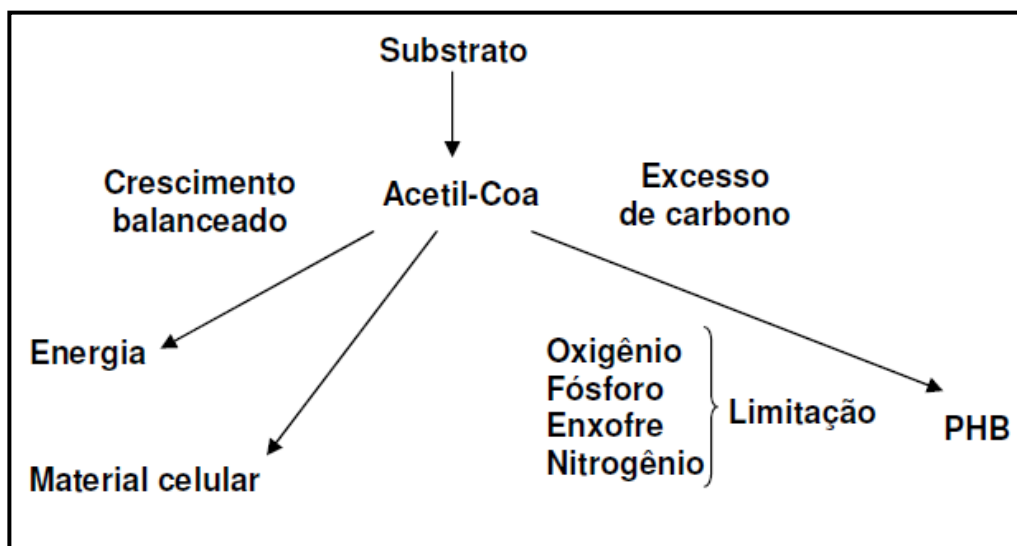 Substrato
Crescimento
balanceado
Acetil-Coa
Excesso
de carbono
Energia
Material celular
Oxigênio
Fósforo
Enxofre
Nitrogênio
Limitação
PHB